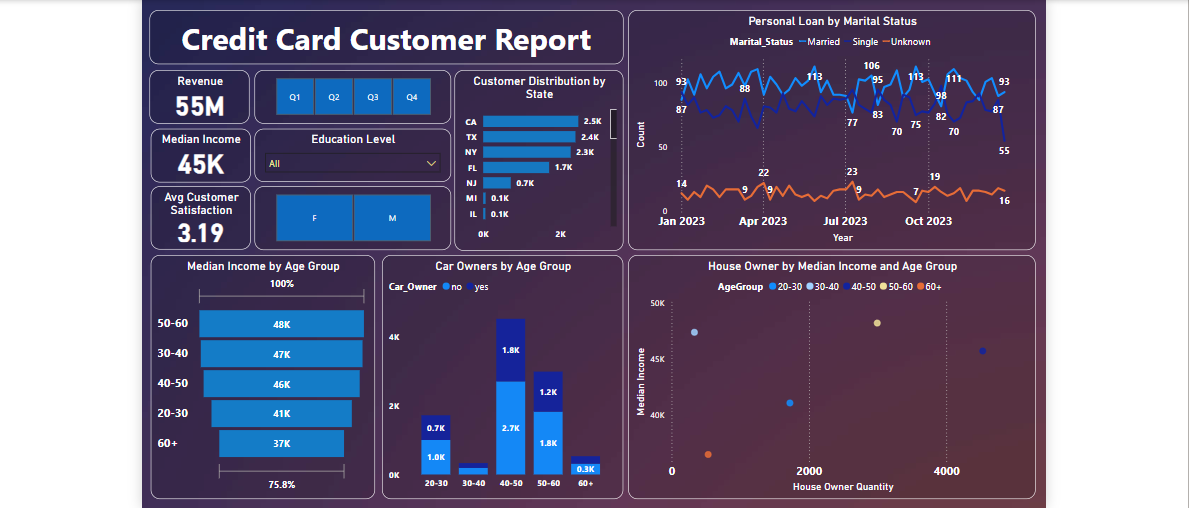 Credit Card Customer Report
Revenue
55M
Q1 Q2 Q3 Q4
Median Income
45K
Education Level
All
Avg Customer
Satisfaction
3.19
F M
Customer Distribution by
State
CA 2.5K
TX 2.4K
NY 2.3K
FL 1.7K
NJ 0.7K
MI 0.1K
IL 0.1K
0K 2K
Personal Loan by Marital Status
Marital_Status Married Single Unknown
Count
100
50
0
93
87
88
113
106
95
77
83
70
113
75
98
82
111
70
93
87
55
14
9
22
9
23
9
7
19
16
Jan 2023 Apr 2023 Jul 2023 Oct 2023
Year
Median Income by Age Group
100%
50-60 48K
30-40 47K
40-50 46K
20-30 41K
60+ 37K
75.8%
Car Owners by Age Group
Car_Owner no yes
4K
2K
0K
0.7K
1.0K
1.8K
2.7K
1.2K
1.8K
0.3K
20-30 30-40 40-50 50-60 60+
House Owner by Median Income and Age Group
AgeGroup 20-30 30-40 40-50 50-60 60+
Median Income
50K
45K
40K
0 2000 4000
House Owner Quantity